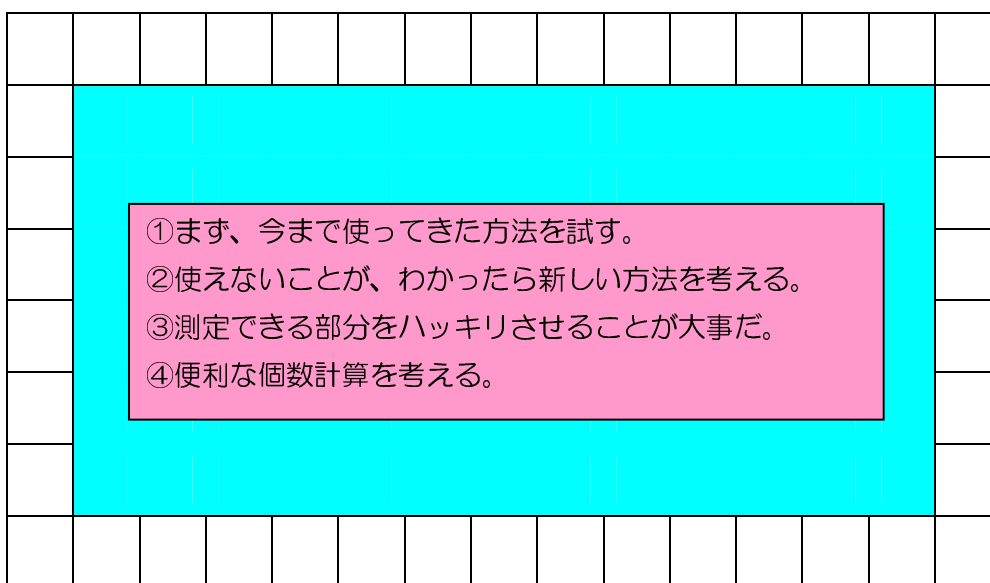 ①まず、今まで使ってきた方法を試す。
②使えないことが、わかったら新しい方法を考える。
③測定できる部分をハッキリさせることが大事だ。
④便利な個数計算を考える。